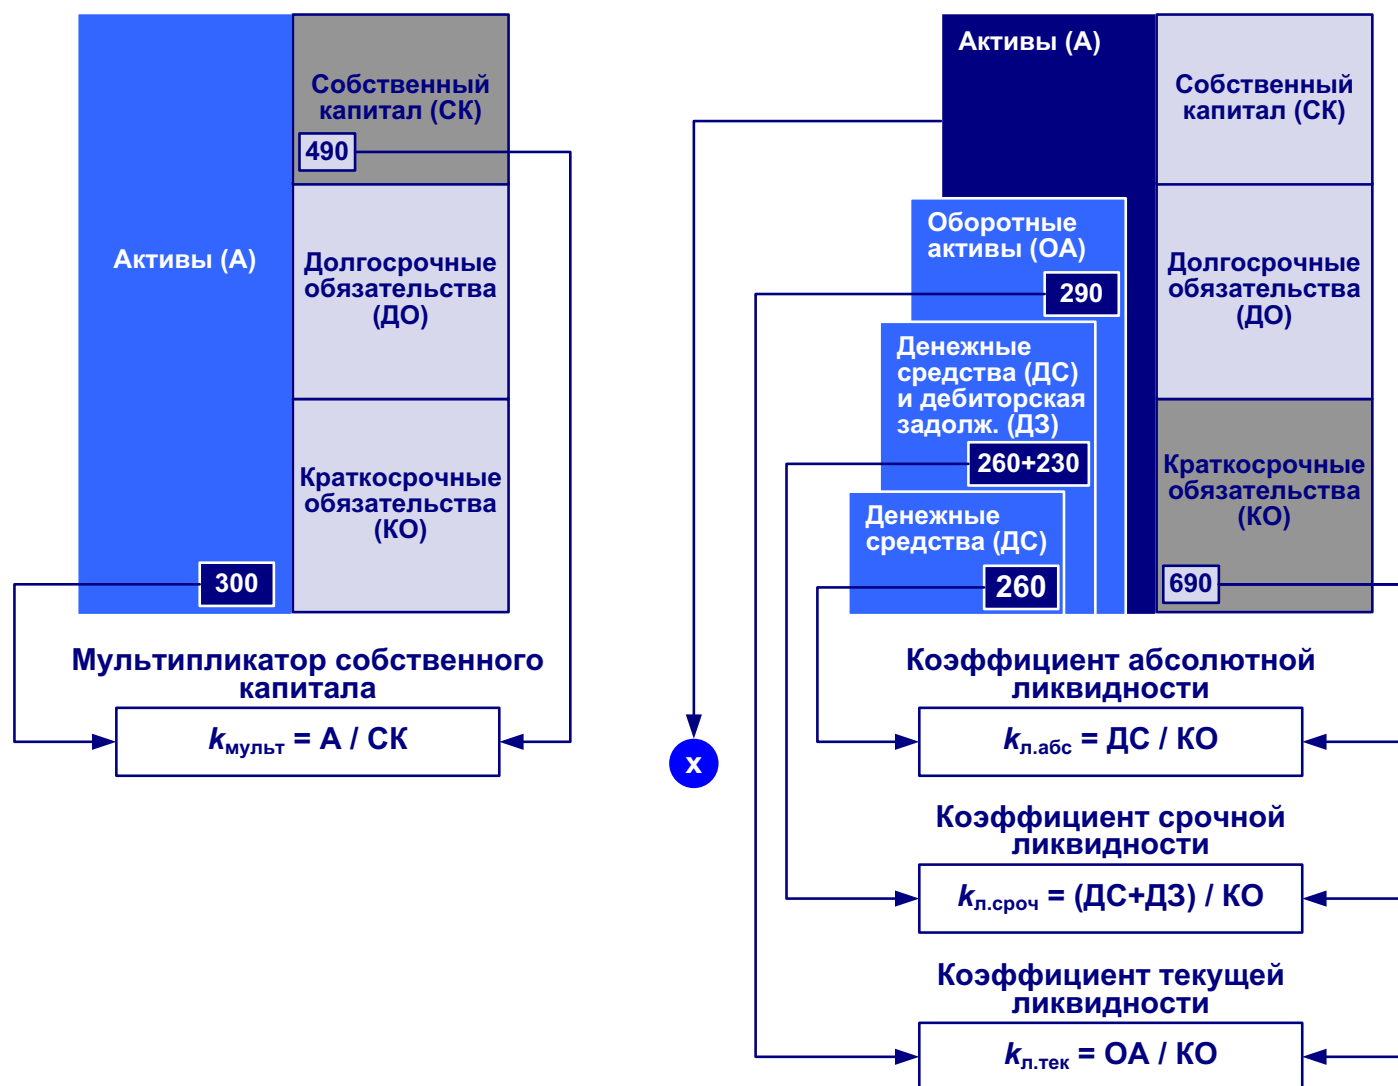 Активы (А)
Собственный
капитал (СК)
490
Долгосрочные
обязательства
(ДО)
Краткосрочные
обязательства
(КО)
300
Мультипликатор собственного
капитала
kмульт = А / СК
Активы (А)
Собственный
капитал (СК)
Оборотные
активы (ОА)
290
Долгосрочные
обязательства
(ДО)
Денежные
средства (ДС)
и дебиторская
задолж. (ДЗ)
260+230
Краткосрочные
обязательства
(КО)
690
Денежные
средства (ДС)
260
x
Коэффициент абсолютной
ликвидности
kл.абс = ДС / КО
Коэффициент срочной
ликвидности
kл.сроч = (ДС+ДЗ) / КО
Коэффициент текущей
ликвидности
kл.тек = ОА / КО